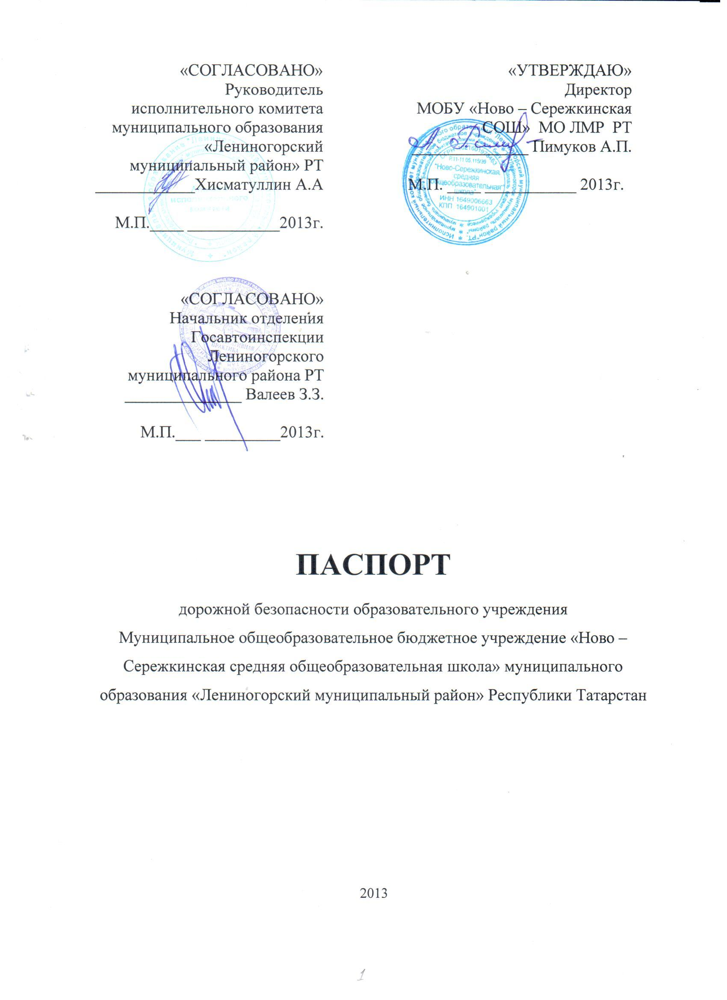 «СОГЛАСОВАНО»
Руководитель
исполнительного комитета
муниципального образования
«Лениногорский
муниципальный район» РТ
____________Хисматуллин А.А
М.П.____ ___________2013г.
«УТВЕРЖДАЮ»
Директор
МОБУ «Ново – Сережкинская
СОШ» МО ЛМР РТ
______________ Пимуков А.П.
М.П. ____ ___________ 2013г.
"Ново-Сережкинская
средняя
общеобразовательная
школа"
ИНН 1649006663
КПП 164901001
«СОГЛАСОВАНО»
Начальник отделения
Госавтоинспекции
Лениногорского
муниципального района РТ
______________ Валеев З.З.
М.П.___ _________2013г.
ПАСПОРТ
дорожной безопасности образовательного учреждения
Муниципальное общеобразовательное бюджетное учреждение «Ново –
Сережкинская средняя общеобразовательная школа» муниципального
образования «Лениногорский муниципальный район» Республики Татарстан
2013
1